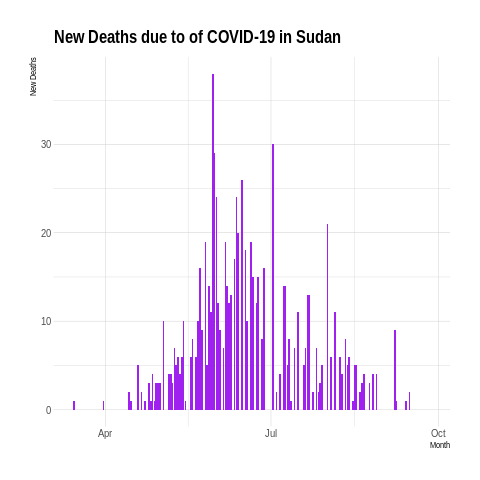 New Deaths due to of COVID-19 in Sudan
New Deaths
30
20
10
0
Apr
Jul
Oct
Month